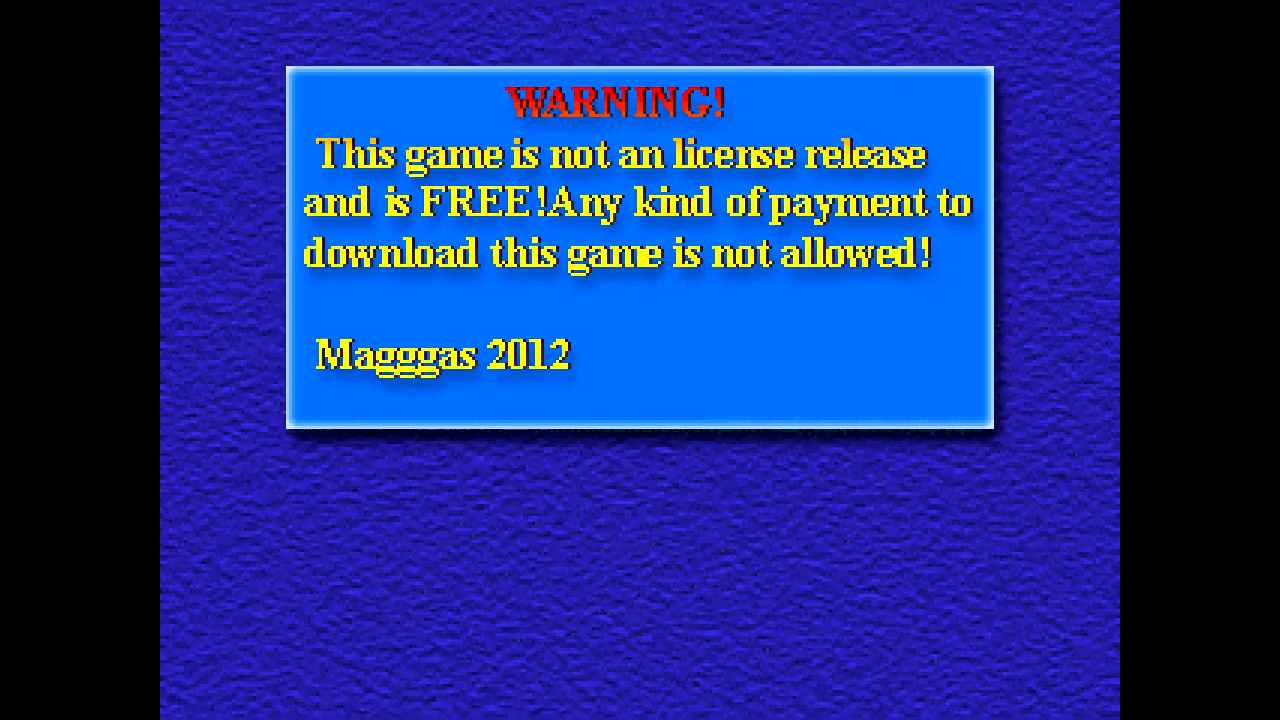 WARNING!
This game is not an license release
and is FREE!Any kind of payment to
download this game is not allowed!
Magggas 2012